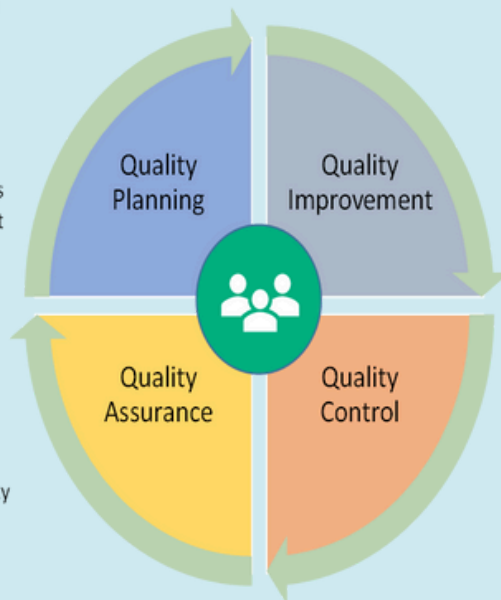 Quality
Planning
Quality
Improvement
Quality
Assurance
Quality
Control